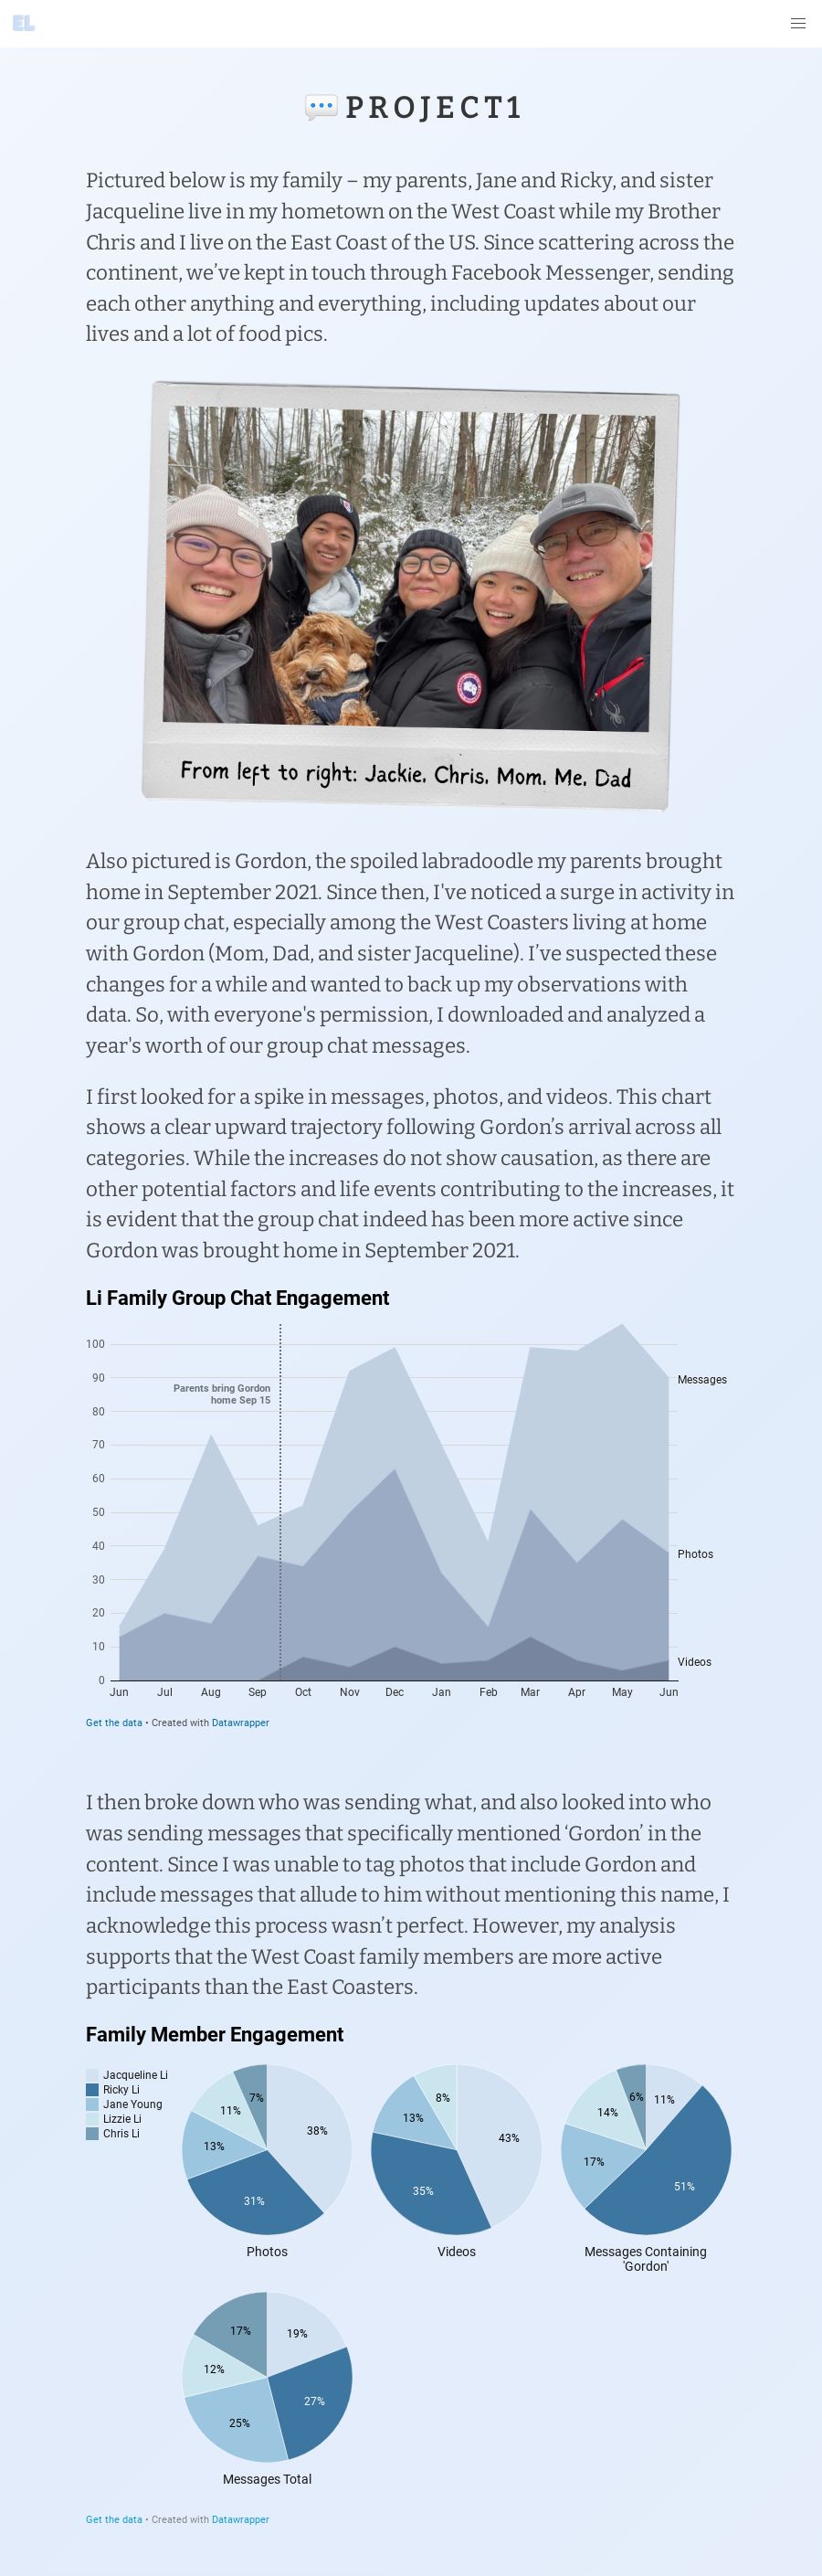 EL
PROJECT1
Pictured below is my family – my parents, Jane and Ricky, and sister
Jacqueline live in my hometown on the West Coast while my Brother
Chris and I live on the East Coast of the US. Since scattering across the
continent, we’ve kept in touch through Facebook Messenger, sending
each other anything and everything, including updates about our
lives and a lot of food pics.
From left to right: Jackie, Chris, Mom, Me, Dad
Also pictured is Gordon, the spoiled labradoodle my parents brought
home in September 2021. Since then, I've noticed a surge in activity in
our group chat, especially among the West Coasters living at home
with Gordon (Mom, Dad, and sister Jacqueline). I’ve suspected these
changes for a while and wanted to back up my observations with
data. So, with everyone's permission, I downloaded and analyzed a
year's worth of our group chat messages.
I first looked for a spike in messages, photos, and videos. This chart
shows a clear upward trajectory following Gordon’s arrival across all
categories. While the increases do not show causation, as there are
other potential factors and life events contributing to the increases, it
is evident that the group chat indeed has been more active since
Gordon was brought home in September 2021.
Li Family Group Chat Engagement
100
90
80
70
60
50
40
30
20
10
0
Parents bring Gordon
home Sep 15
Messages
Photos
Videos
Jun Jul Aug Sep Oct Nov Dec Jan Feb Mar Apr May Jun
Get the data • Created with Datawrapper
I then broke down who was sending what, and also looked into who
was sending messages that specifically mentioned ‘Gordon’ in the
content. Since I was unable to tag photos that include Gordon and
include messages that allude to him without mentioning this name, I
acknowledge this process wasn’t perfect. However, my analysis
supports that the West Coast family members are more active
participants than the East Coasters.
Family Member Engagement
Jacqueline Li
Ricky Li
Jane Young
Lizzie Li
Chris Li
38%
31%
13%
11%
7%
Photos
43%
35%
13%
8%
Videos
11%
51%
17%
14%
6%
Messages Containing
'Gordon'
19%
27%
25%
12%
17%
Messages Total
Get the data • Created with Datawrapper